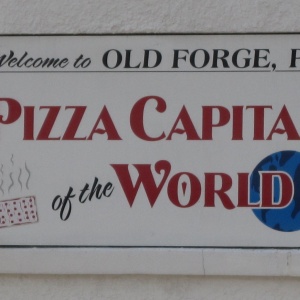 Welcome to OLD FORGE, P
PIZZA CAPITA
of the WORLD